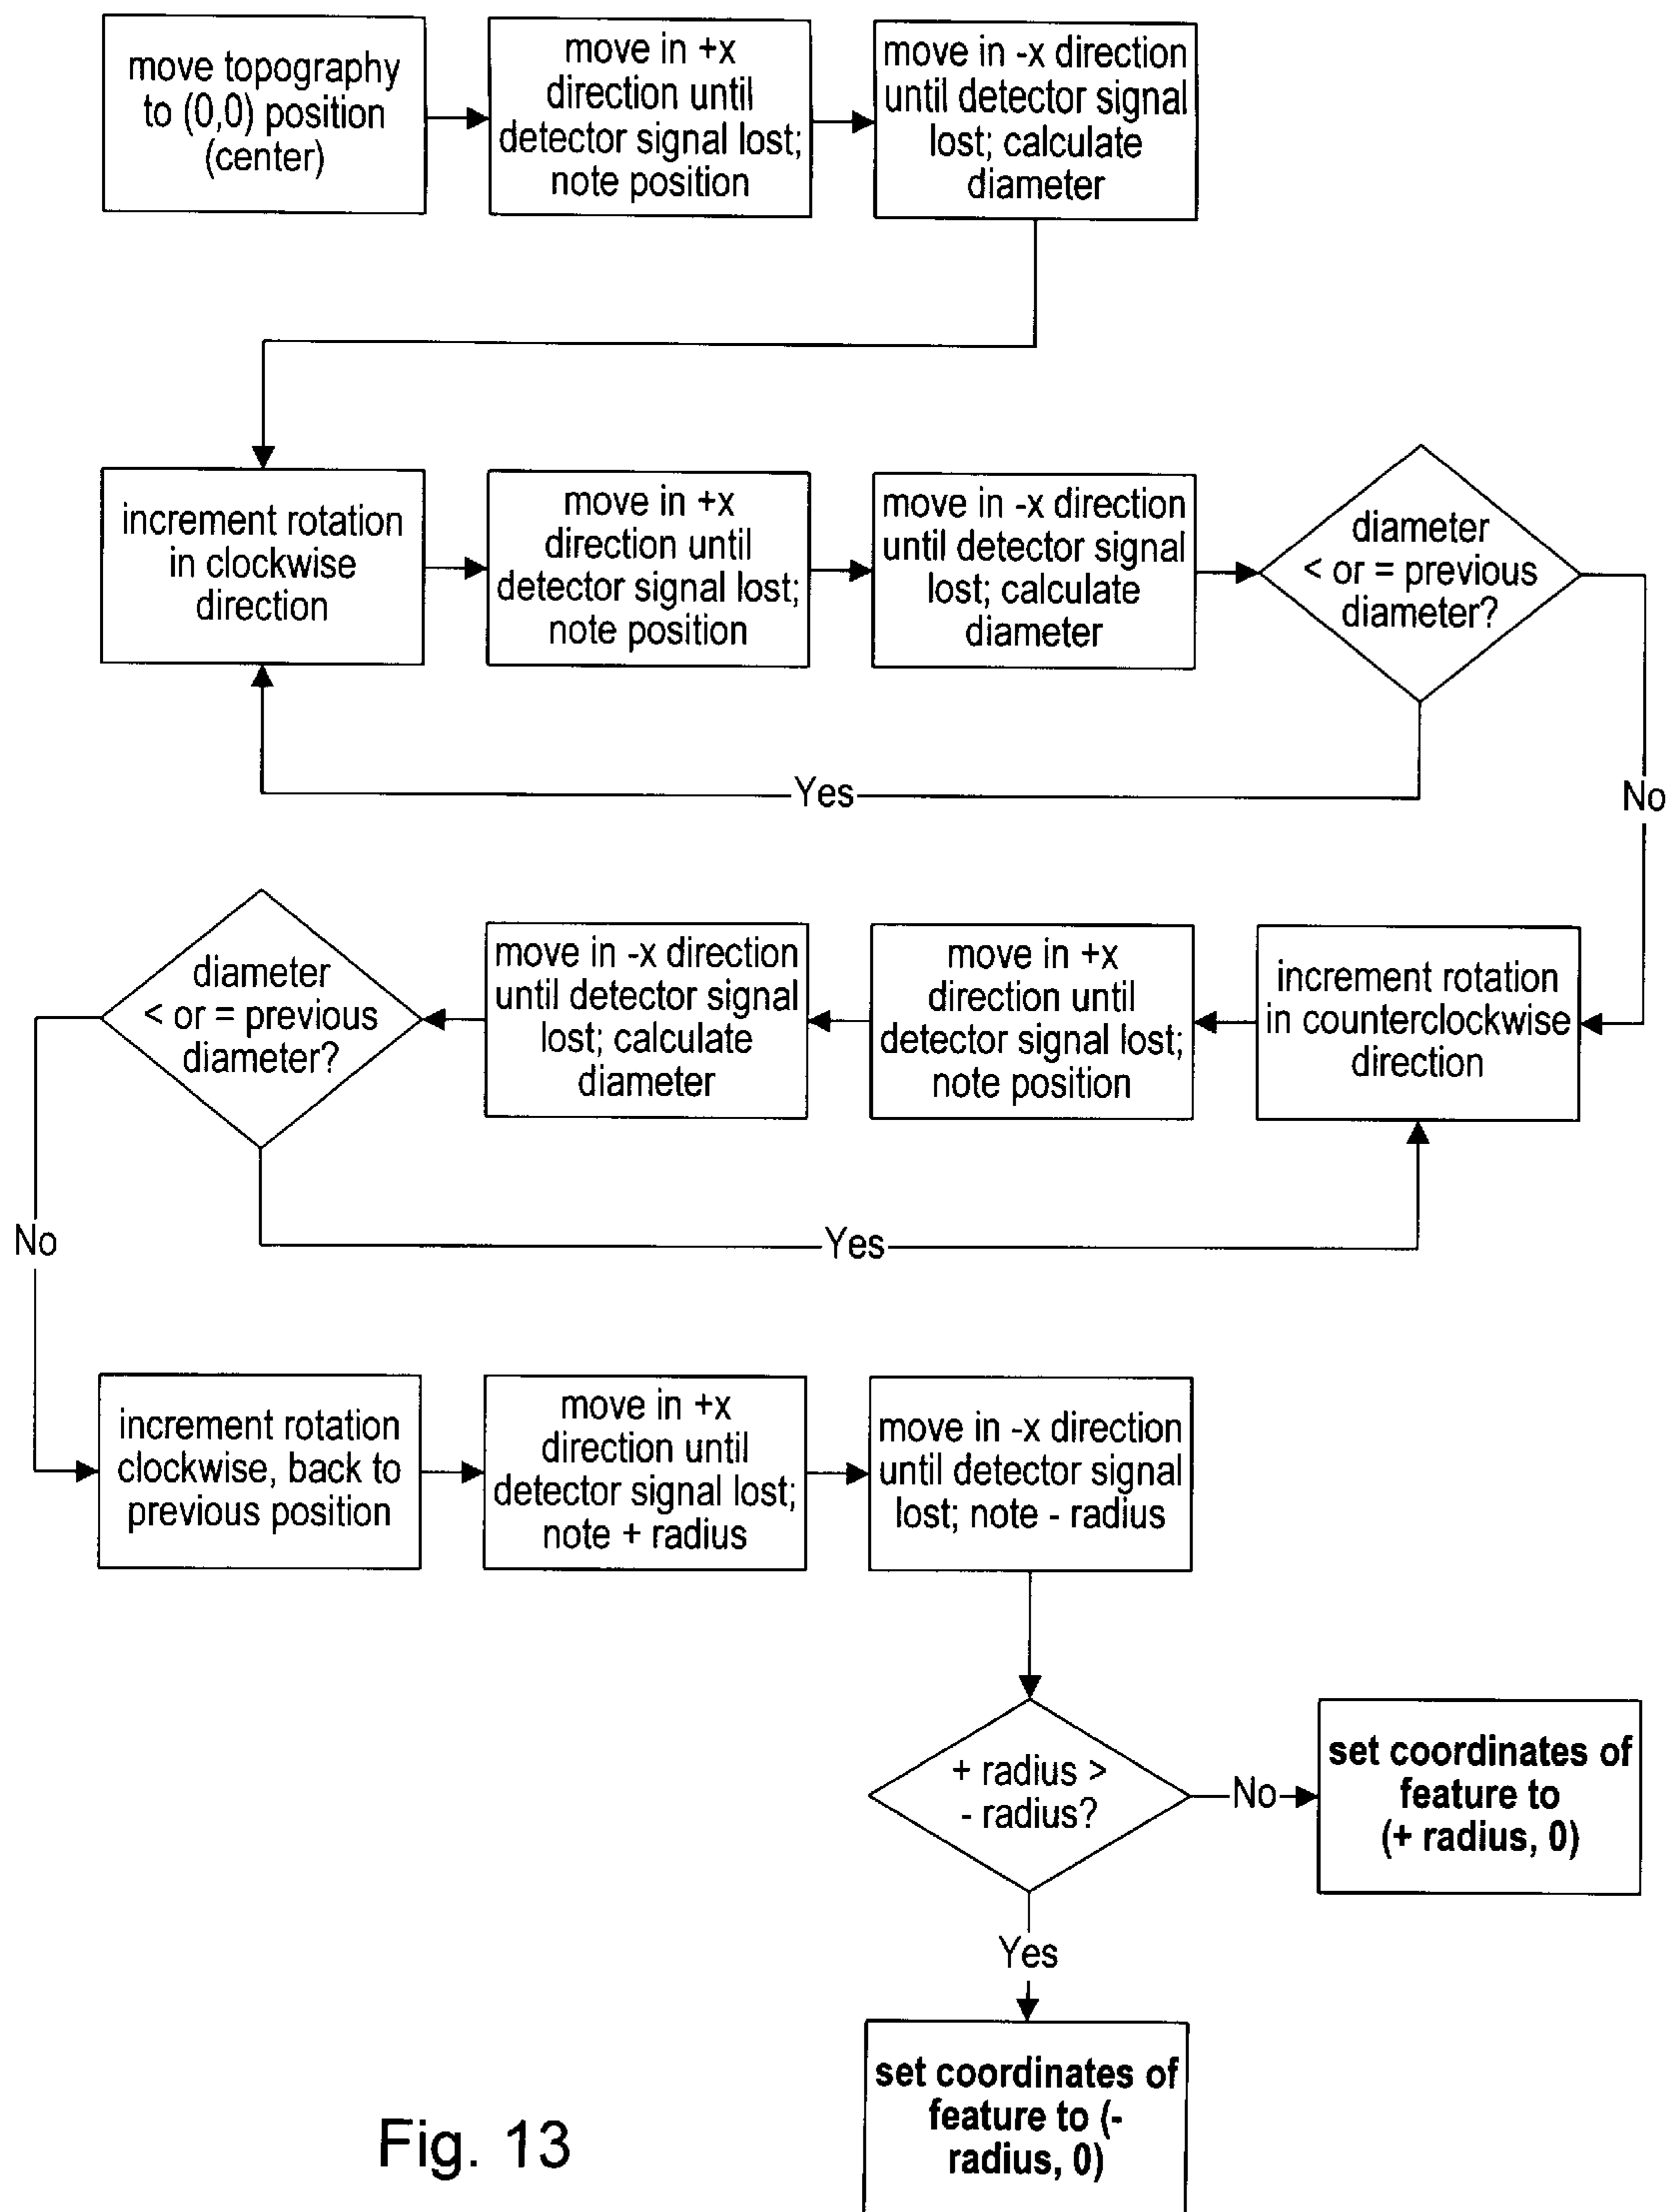 move topography
to (0,0) position
(center)
move in +x
direction until
detector signal lost;
note position
move in -x direction
until detector signal
lost; calculate
diameter
increment rotation
in clockwise
direction
move in +x
direction until
detector signal lost;
note position
move in -x direction
until detector signal
lost; calculate
diameter
diameter
< or = previous
diameter?
Yes
No
increment rotation
in counterclockwise
direction
move in +x
direction until
detector signal lost;
note position
move in -x direction
until detector signal
lost; calculate
diameter
diameter
< or = previous
diameter?
Yes
No
increment rotation
clockwise, back to
previous position
move in +x
direction until
detector signal lost;
note + radius
move in -x direction
until detector signal
lost; note - radius
+ radius >
- radius?
No
set coordinates of
feature to
(+ radius, 0)
Yes
set coordinates of
feature to (-
radius, 0)
Fig. 13